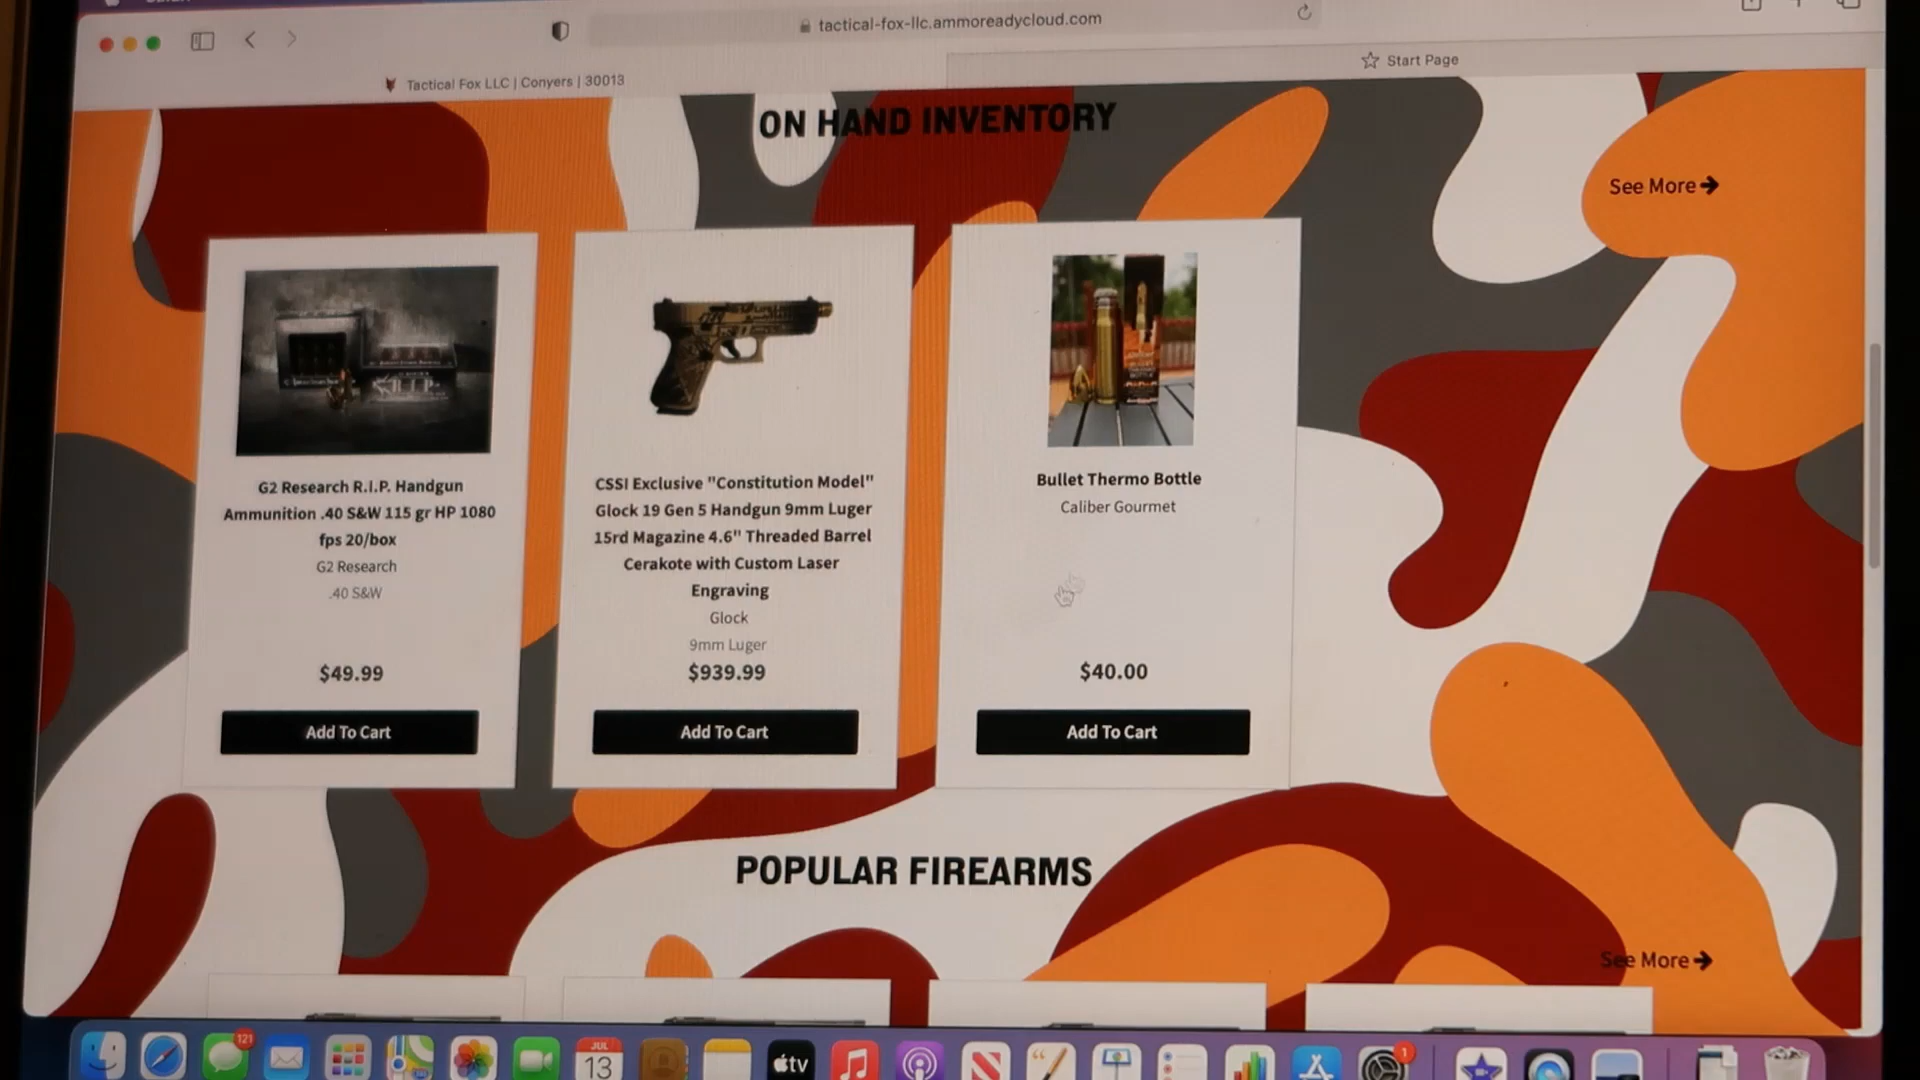 tactical-fox-llc.ammoreadycloud.com
Tactical Fox LLC | Conyers | 30013
Start Page
ON HAND INVENTORY
See More
G2 Research R.I.P. Handgun
Ammunition .40 S&W 115 gr HP 1080
fps 20/box
G2 Research
.40 S&W
$49.99
Add To Cart
CSSI Exclusive "Constitution Model"
Glock 19 Gen 5 Handgun 9mm Luger
15rd Magazine 4.6" Threaded Barrel
Cerakote with Custom Laser
Engraving
Glock
9mm Luger
$939.99
Add To Cart
Bullet Thermo Bottle
Caliber Gourmet
$40.00
Add To Cart
POPULAR FIREARMS
See More
121
JUL
13
tv
1